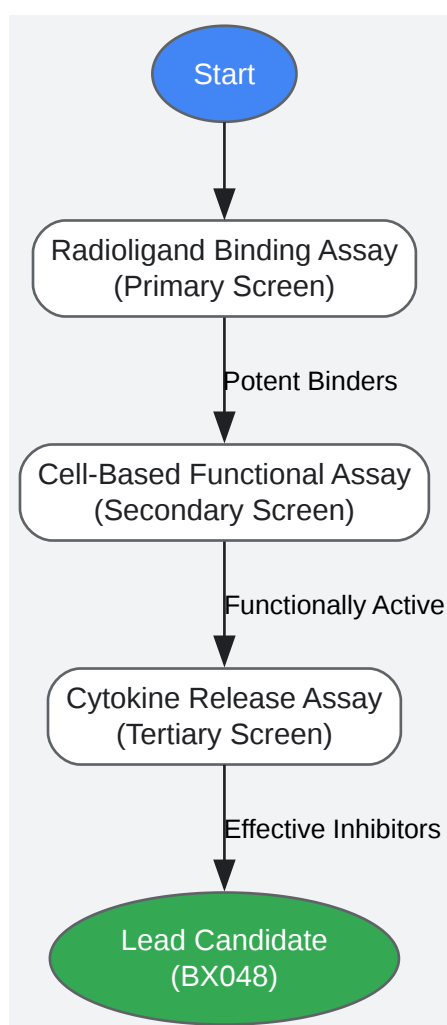 Start
Radioligand Binding Assay
(Primary Screen)
Potent Binders
Cell-Based Functional Assay
(Secondary Screen)
Functionally Active
Cytokine Release Assay
(Tertiary Screen)
Effective Inhibitors
Lead Candidate
(BX048)